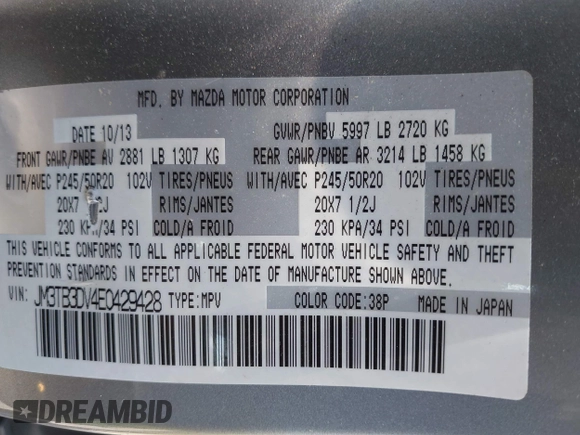 MFD. BY MAZDA MOTOR CORPORATION
DATE 10/13 GVWR/PNBV 5997 LB 2720 KG
FRONT GAWR/PNBE AV 2881 LB 1307 KG REAR GAWR/PNBE AR 3214 LB 1458 KG
WITH/AVEC P245/50R20 102V TIRES/PNEUS WITH/AVEC P245/50R20 102V TIRES/PNEUS
20X7 1/2J RIMS/JANTES 20X7 1/2J RIMS/JANTES
230 KPA/34 PSI COLD/A FROID 230 KPA/34 PSI COLD/A FROID
THIS VEHICLE CONFORMS TO ALL APPLICABLE FEDERAL MOTOR VEHICLE SAFETY AND THEFT
PREVENTION STANDARDS IN EFFECT ON THE DATE OF MANUFACTURE SHOWN ABOVE.
VIN: JM3TB3DV4E0429428 TYPE:MPV COLOR CODE:38P MADE IN JAPAN
DREAMBID